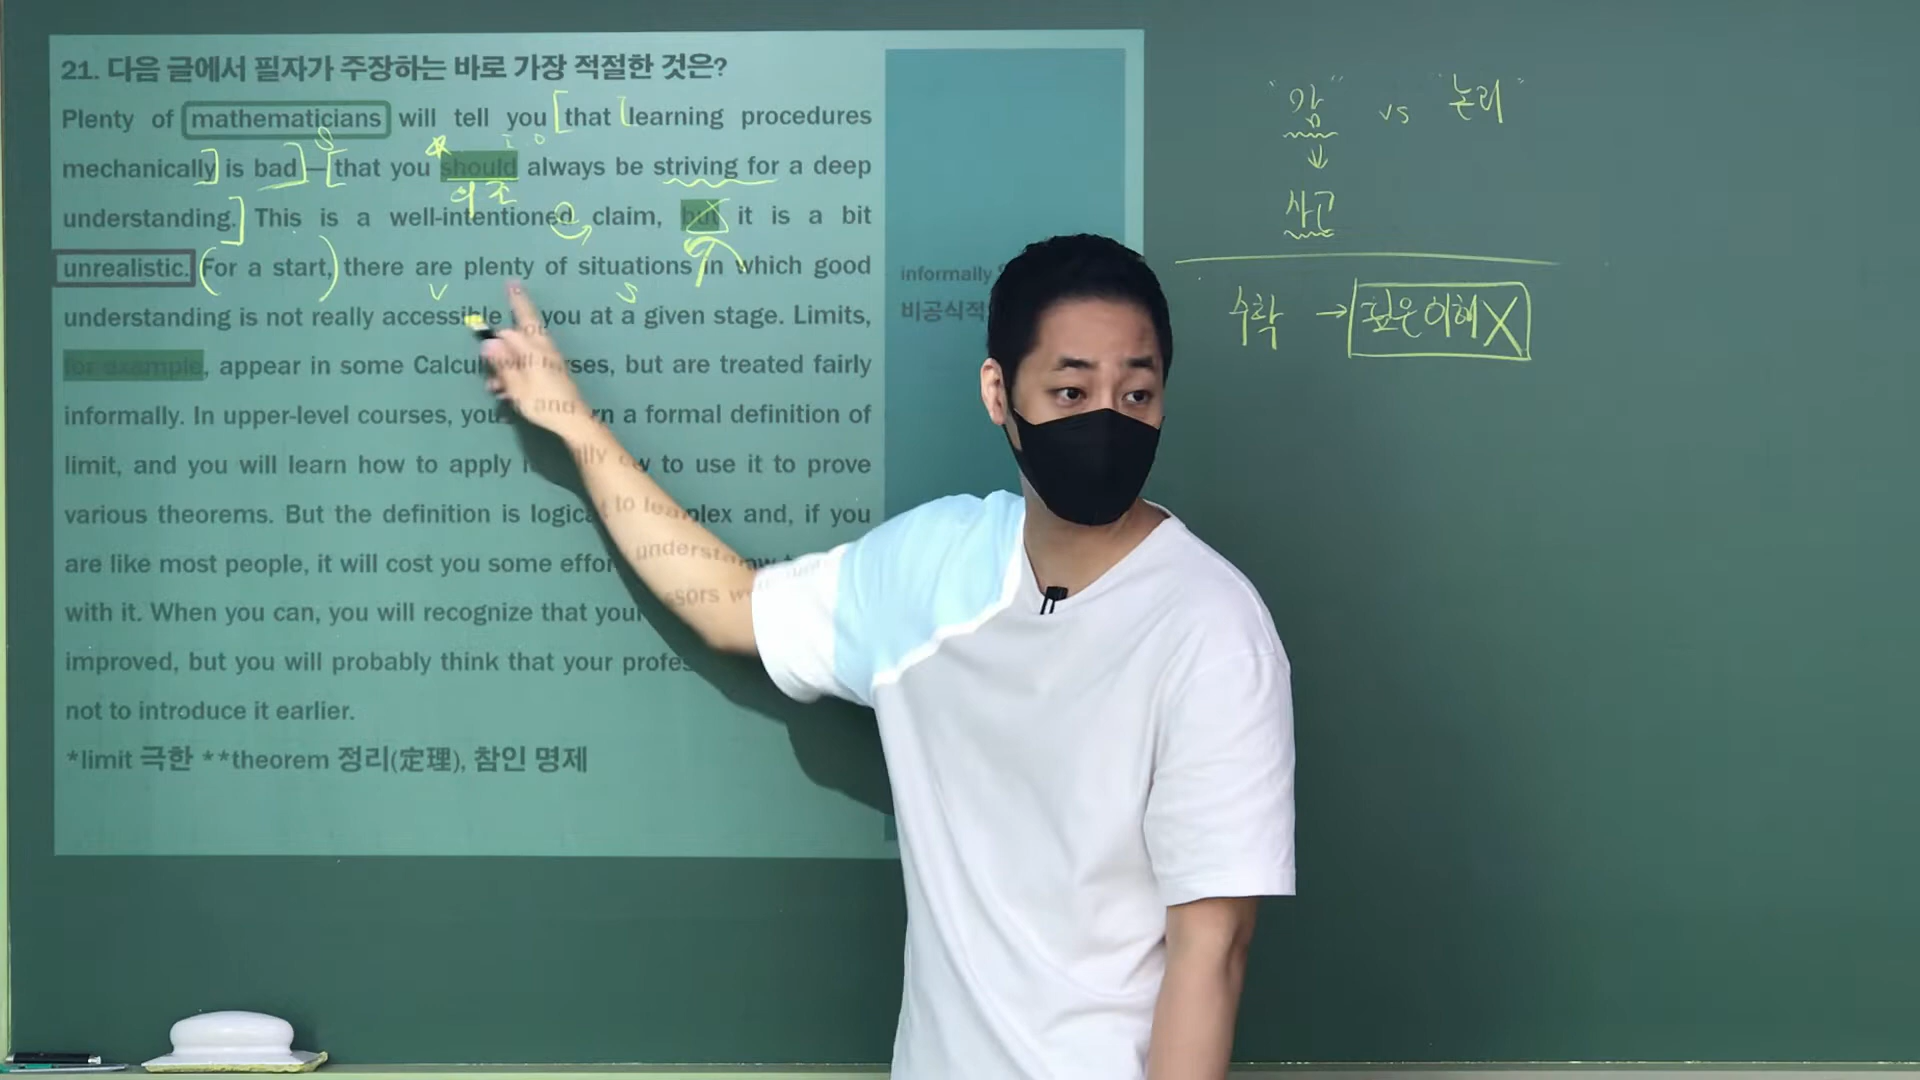 21. 다음 글에서 필자가 주장하는 바로 가장 적절한 것은?
Plenty of mathematicians will tell you that learning procedures
mechanically is bad—that you should always be striving for a deep
understanding. This is a well-intentioned claim, but it is a bit
unrealistic. For a start, there are plenty of situations in which good
understanding is not really accessible you at a given stage. Limits,
for example, appear in some but are treated fairly
informally. In upper-level courses, a formal definition of
limit, and you will learn how to apply to use it to prove
various theorems. But the definition is and, if you
are like most people, it will cost you some
with it. When you can, you will recognize that your
improved, but you will probably think that your
not to introduce it earlier.
*limit 극한 **theorem 정리(定理), 참인 명제
informally
비공식적
S
V
S
"암" vs "논리"
↓
사고
수학 → 깊은 이해 X